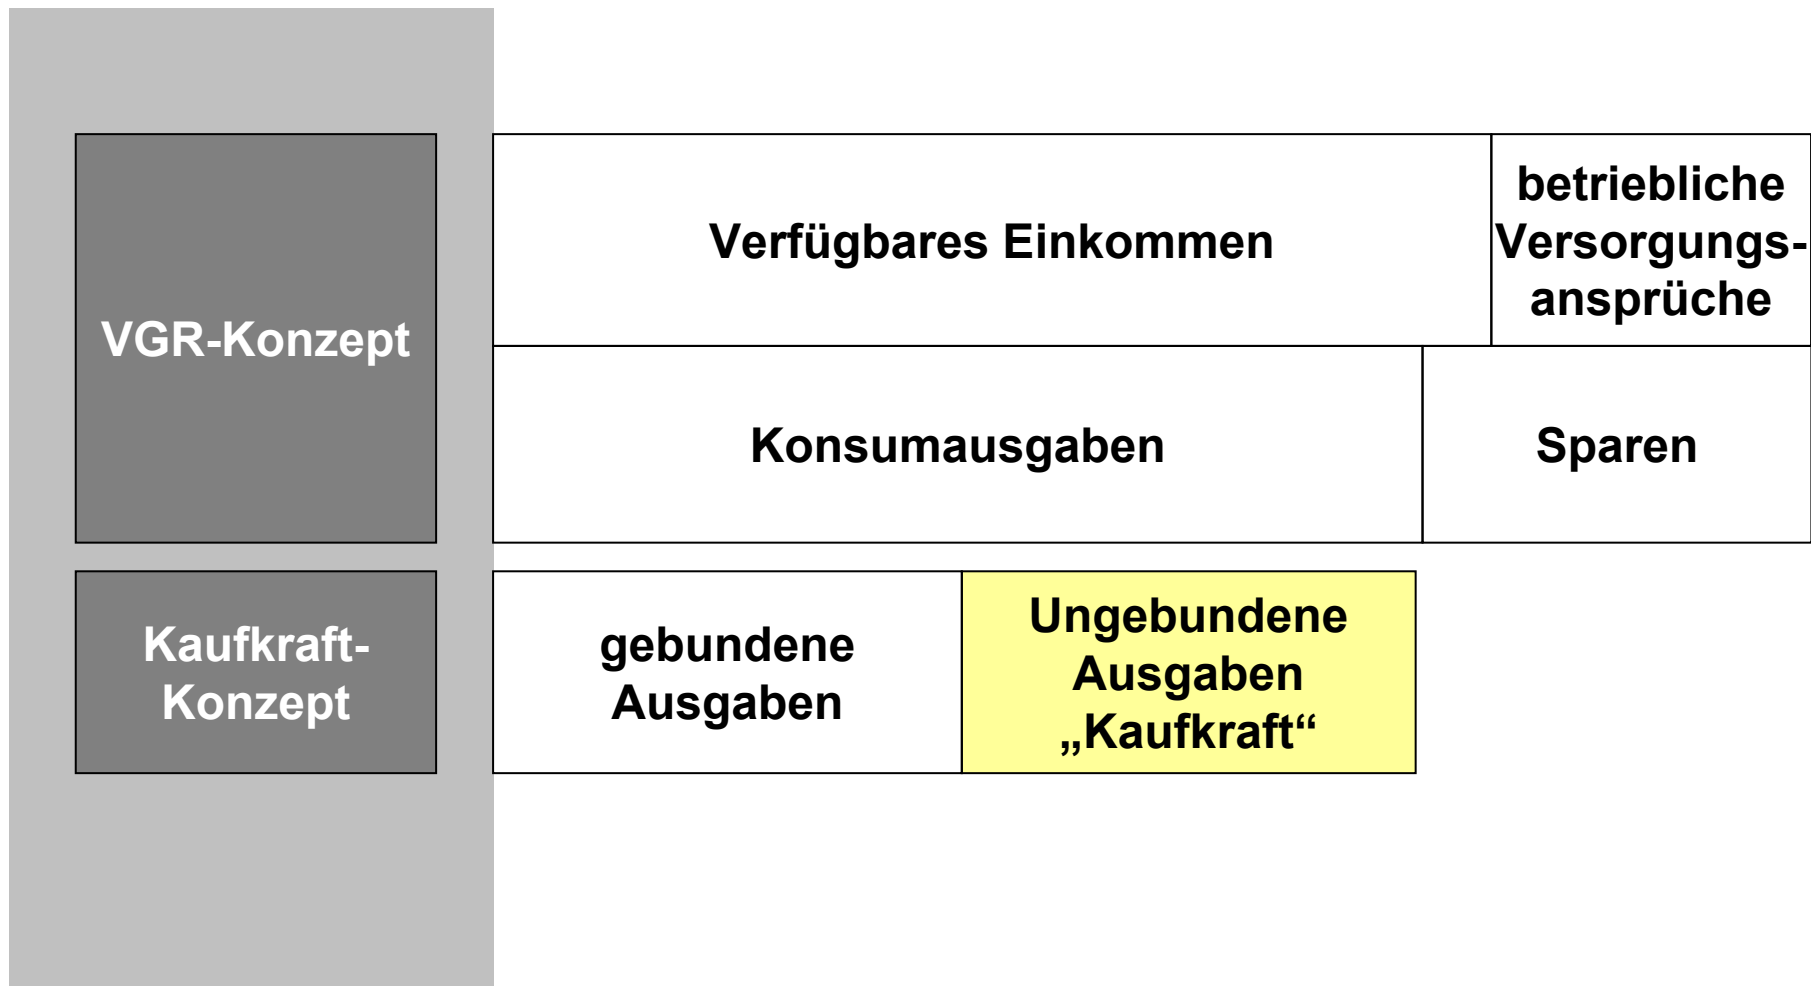 VGR-Konzept
Verfügbares Einkommen
betriebliche
Versorgungs-
ansprüche
Konsumausgaben
Sparen
Kaufkraft-
Konzept
gebundene
Ausgaben
Ungebundene
Ausgaben
„Kaufkraft“